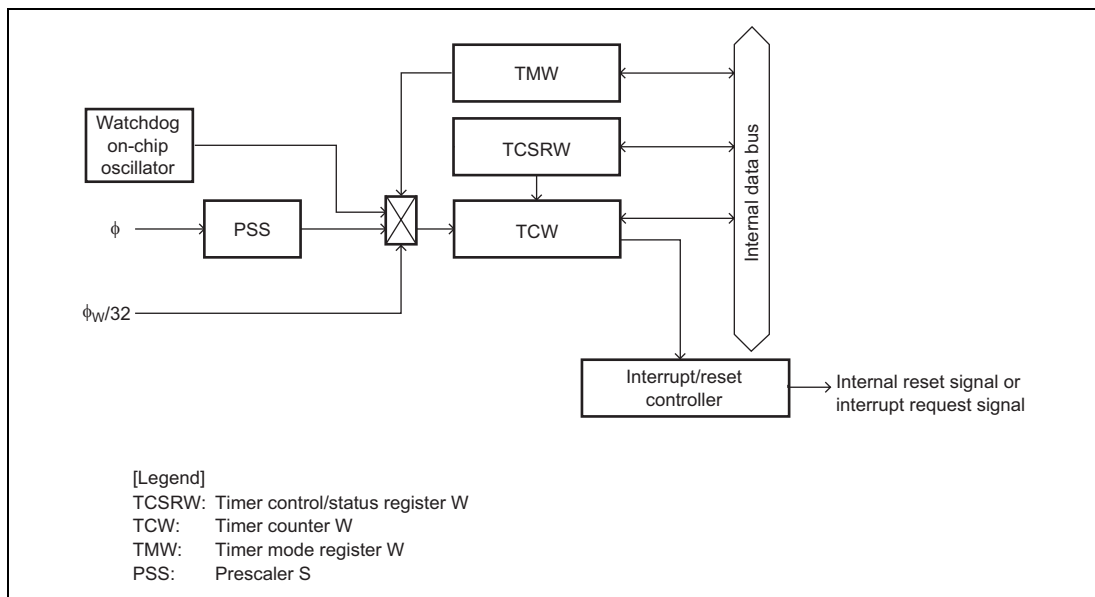 TMW
Watchdog
on-chip
oscillator
TCSRW
Internal data bus
ϕ
PSS
TCW
ϕW/32
Interrupt/reset
controller
Internal reset signal or
interrupt request signal
[Legend]
TCSRW: Timer control/status register W
TCW: Timer counter W
TMW: Timer mode register W
PSS: Prescaler S